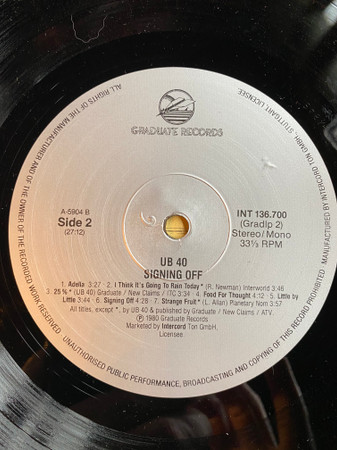 GRADUATE RECORDS
A-5904 B
Side 2
(27:12)
INT 136.700
(Gradlp 2)
Stereo/Mono
33⅓ RPM
UB 40
SIGNING OFF
1. Adella 3:27 · 2. I Think It's Going To Rain Today* (R. Newman) Interworld 3:46
3. 25 %* (UB 40) Graduate / New Claims / ITC 3:34 · 4. Food For Thought 4:12 · 5. Little by
Little 3:44 · 6. Signing Off 4:28 · 7. Strange Fruit* (L. Allan) Planetary Nom 3:57
All titles, except *, by UB 40 & published by Graduate / New Claims / ATV.
Ⓟ 1980 Graduate Records
Marketed by Intercord Ton GmbH,
Licensee
ALL RIGHTS OF THE MANUFACTURER AND OF THE OWNER OF THE RECORDED WORK RESERVED. UNAUTHORISED PUBLIC PERFORMANCE, BROADCASTING AND COPYING OF THIS RECORD PROHIBITED · MANUFACTURED BY INTERCORD TON GMBH, STUTTGART, LICENSEE